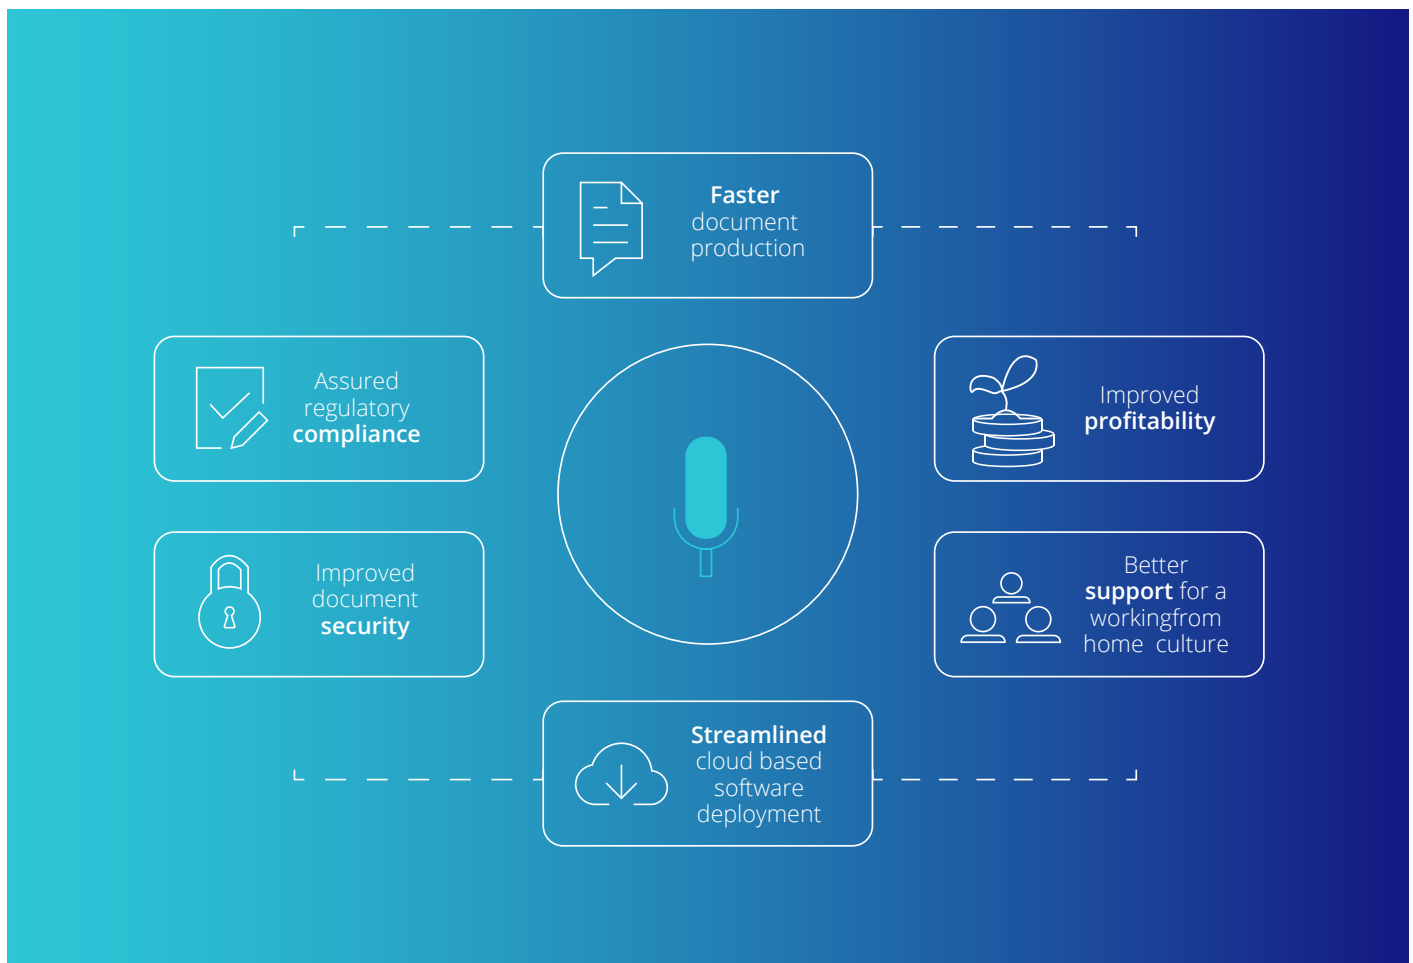 Faster
document
production
Assured
regulatory
compliance
Improved
profitability
Improved
document
security
Better
support for a
workingfrom
home culture
Streamlined
cloud based
software
deployment